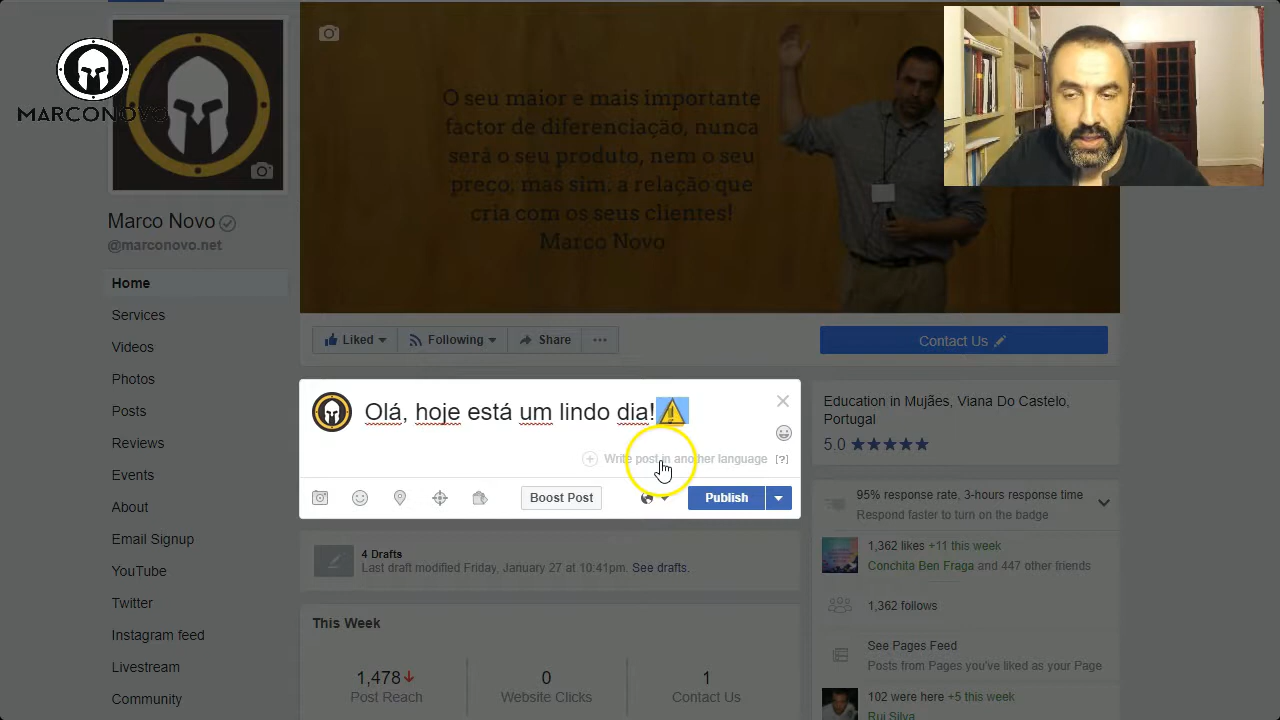 MARCONOVO
O seu maior e mais importante
factor de diferenciação, nunca
será o seu produto, nem o seu
preço, mas sim, a relação que
cria com os seus clientes!
Marco Novo
Marco Novo
@marconovo.net
Home
Services
Videos
Photos
Posts
Reviews
Events
About
Email Signup
YouTube
Twitter
Instagram feed
Livestream
Community
Liked
Following
Share
...
Contact Us
Olá, hoje está um lindo dia!⚠
Write post in another language [?]
Boost Post
Publish
4 Drafts
Last draft modified Friday, January 27 at 10:41pm. See drafts.
This Week
1,478
Post Reach
0
Website Clicks
1
Contact Us
Education in Mujães, Viana Do Castelo,
Portugal
5.0 ★★★★★
95% response rate, 3-hours response time
Respond faster to turn on the badge
1,362 likes +11 this week
Conchita Ben Fraga and 447 other friends
1,362 follows
See Pages Feed
Posts from Pages you've liked as your Page
102 were here +5 this week
Rui Silva